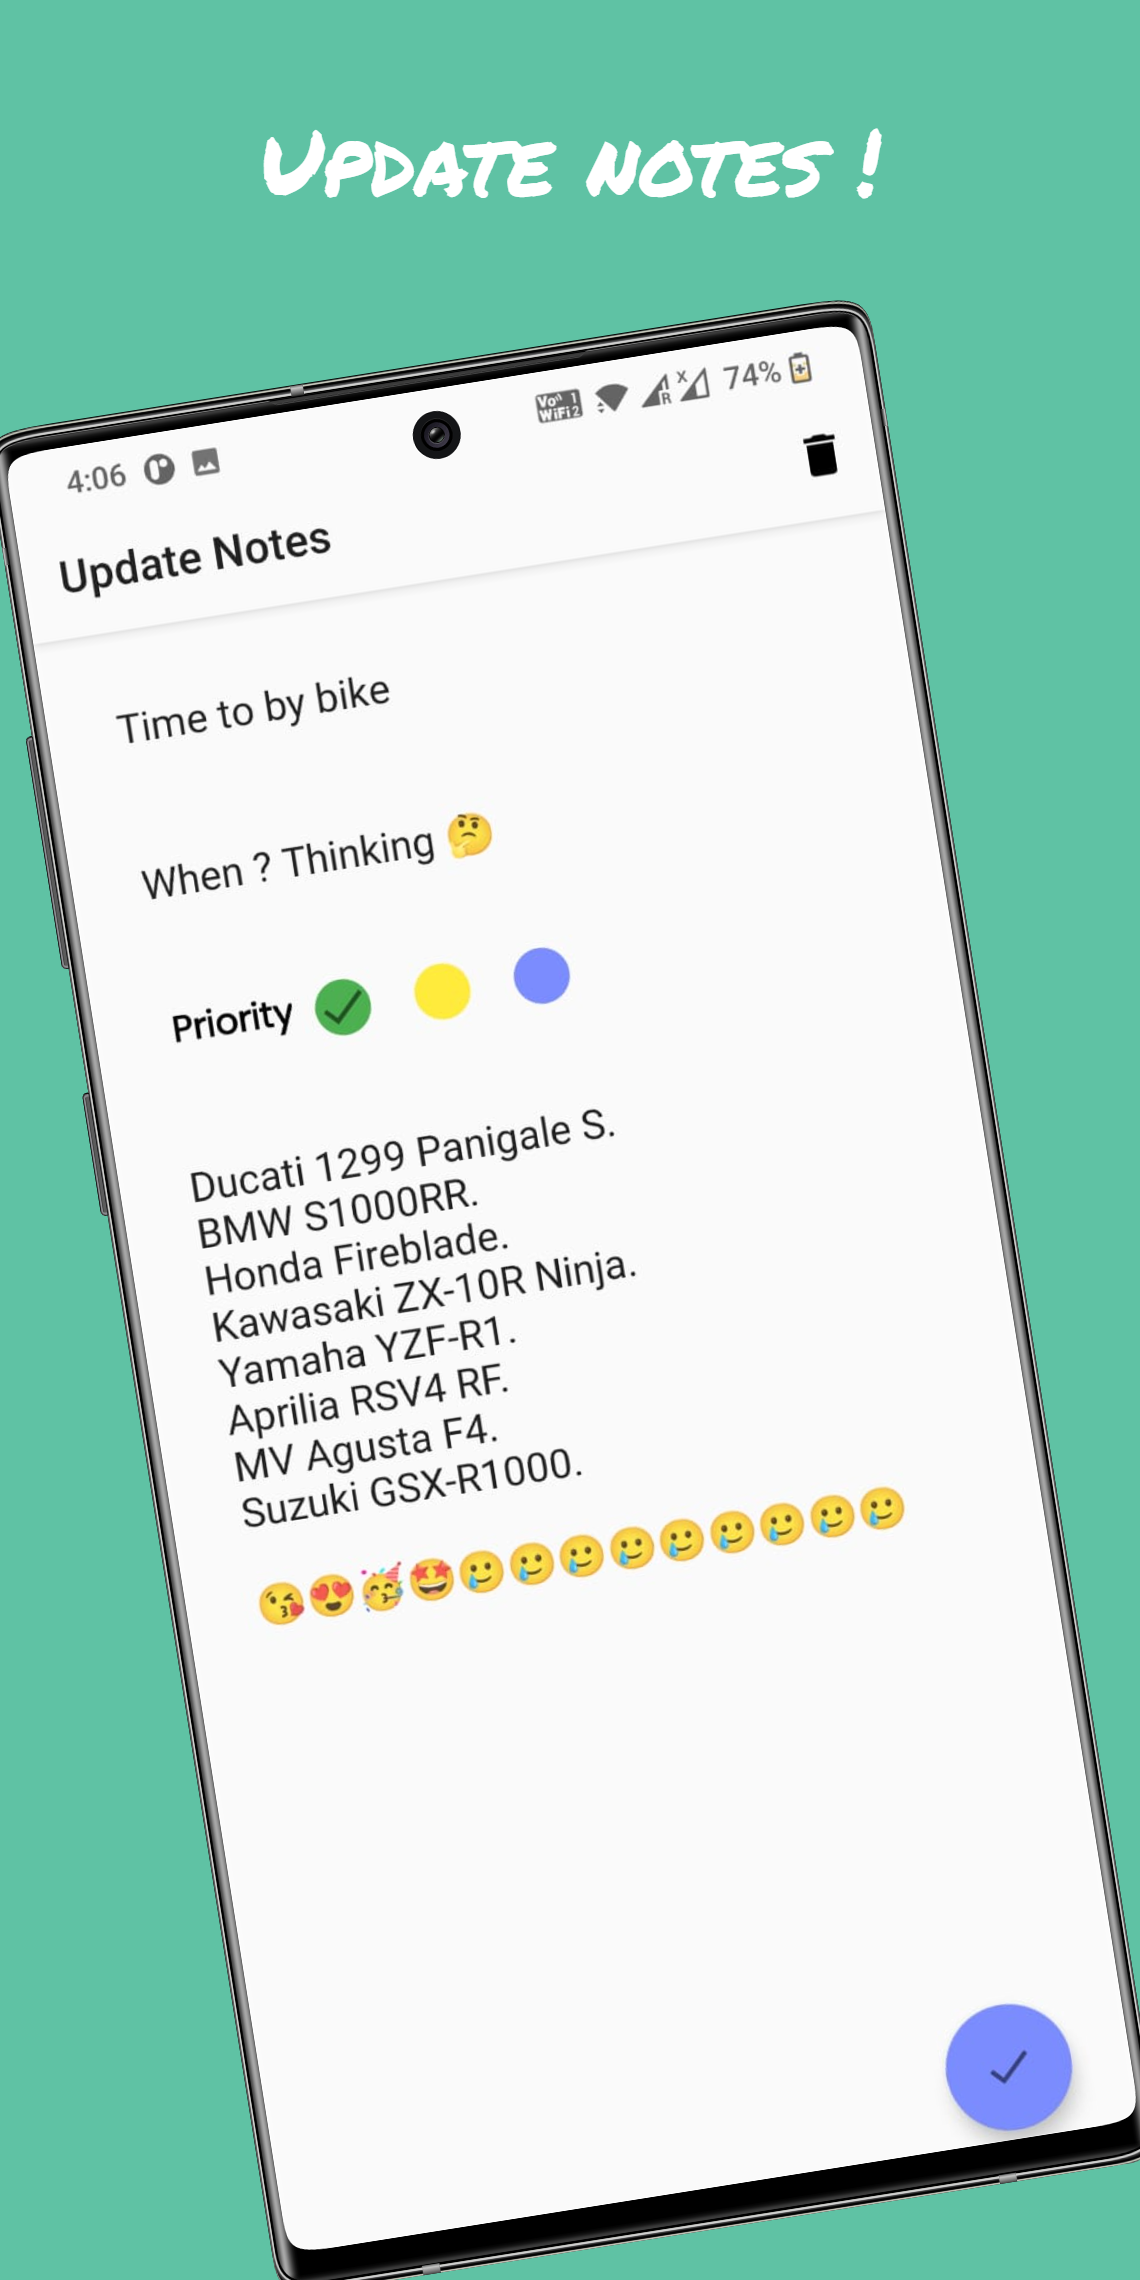 UPDATE NOTES !
4:06
Vo 1
WiFi 2
R
X
74%
Update Notes
Time to by bike
When ? Thinking 🤔
Priority
Ducati 1299 Panigale S.
BMW S1000RR.
Honda Fireblade.
Kawasaki ZX-10R Ninja.
Yamaha YZF-R1.
Aprilia RSV4 RF.
MV Agusta F4.
Suzuki GSX-R1000.
😘😍🥳🤩🥲🥲🥲🥲🥲🥲🥲🥲🥲